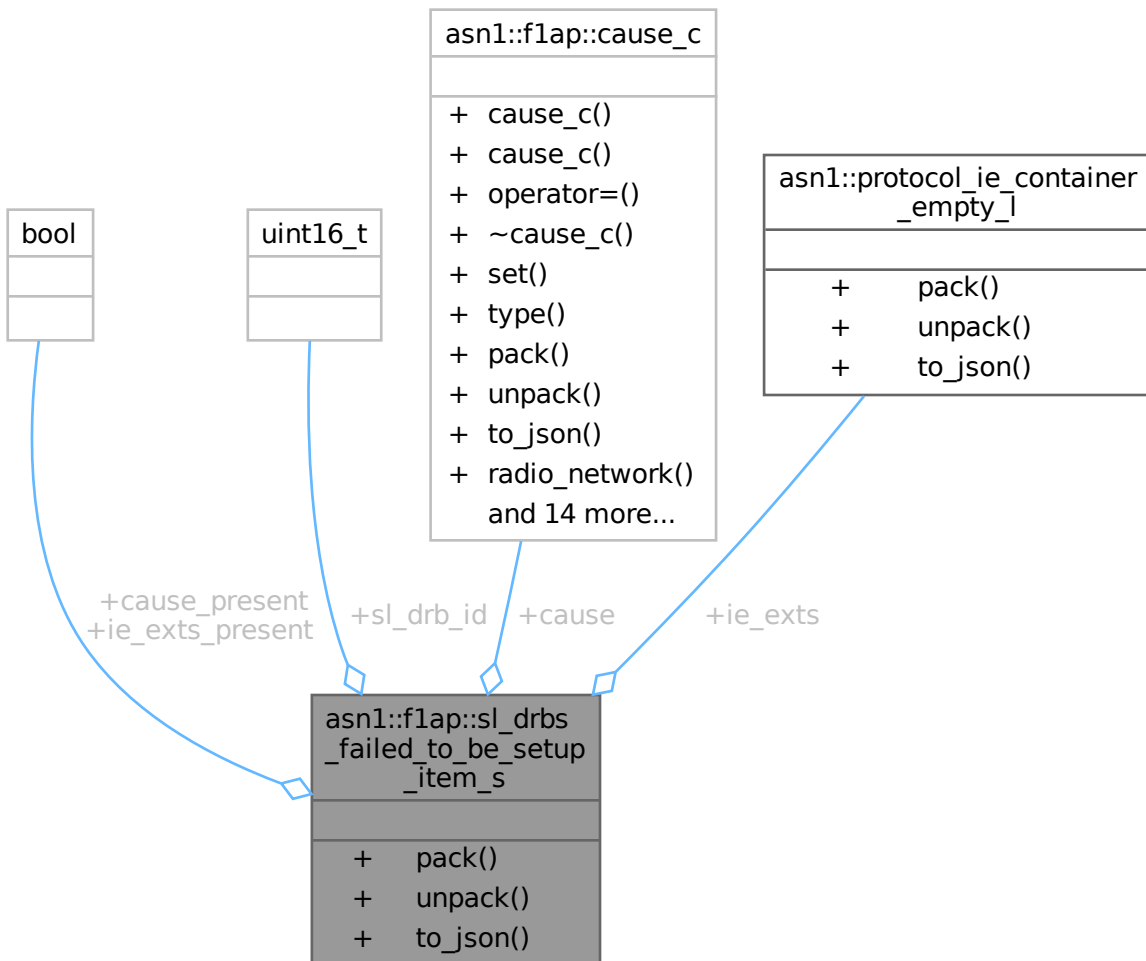 asn1::f1ap::cause_c
+ cause_c()
+ cause_c()
+ operator=()
+ ~cause_c()
+ set()
+ type()
+ pack()
+ unpack()
+ to_json()
+ radio_network()
and 14 more...
asn1::protocol_ie_container
_empty_l
+ pack()
+ unpack()
+ to_json()
bool
uint16_t
+cause_present
+ie_exts_present
+sl_drb_id
+cause
+ie_exts
asn1::f1ap::sl_drbs
_failed_to_be_setup
_item_s
+ pack()
+ unpack()
+ to_json()